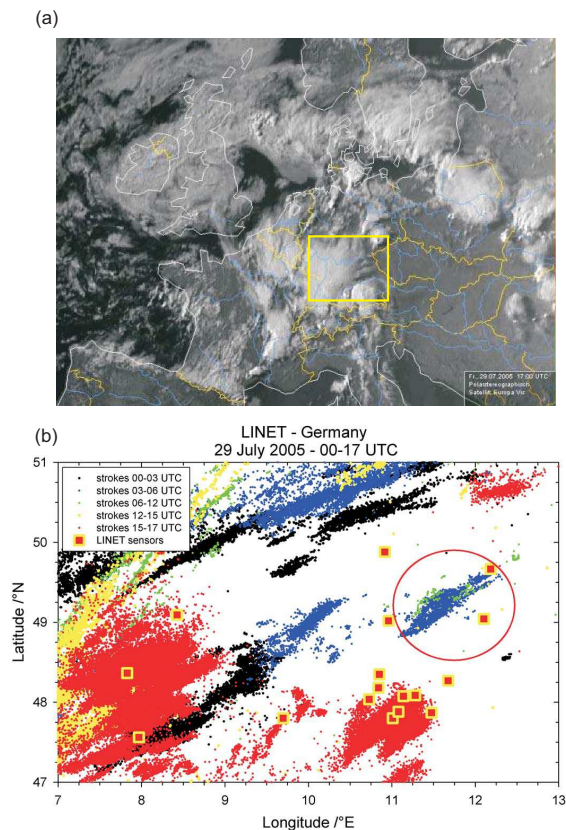 (a)
Fr, 29.07.2005 17:00 UTC
Polastereographisch
Satellit Europa Vis
(b)
LINET - Germany
29 July 2005 - 00-17 UTC
strokes 00-03 UTC
strokes 03-06 UTC
strokes 06-12 UTC
strokes 12-15 UTC
strokes 15-17 UTC
LINET sensors
51
50
49
48
47
Latitude /°N
7 8 9 10 11 12 13
Longitude /°E